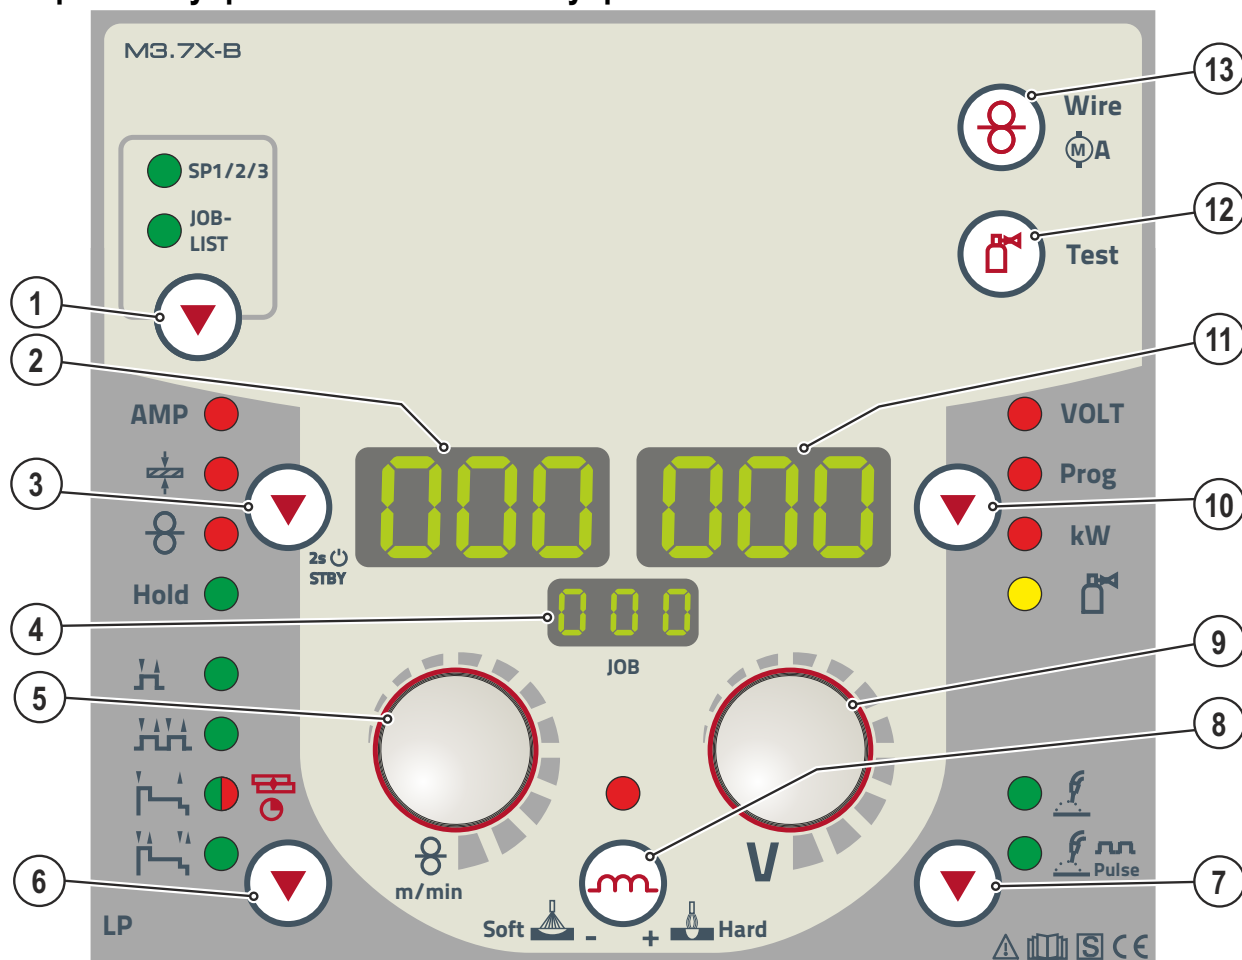 M3.7X-B
13
Wire
M A
SP1/2/3
JOB-
LIST
12
Test
1
2
11
AMP
VOLT
3
Prog
10
000
000
kW
2s
STBY
Hold
4
000
JOB
9
5
8
m/min
V
Pulse
6
7
Soft
-
+
Hard
LP
S CE